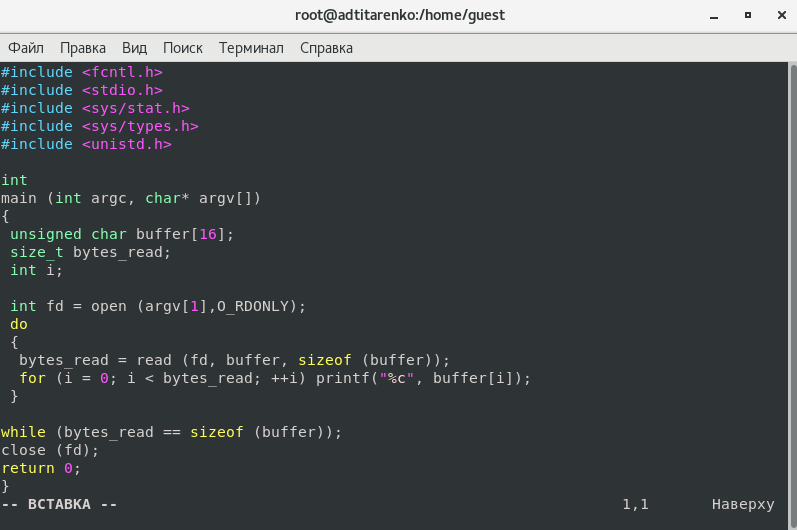 root@adtitarenko:/home/guest
Файл Правка Вид Поиск Терминал Справка
#include <fcntl.h>
#include <stdio.h>
#include <sys/stat.h>
#include <sys/types.h>
#include <unistd.h>

int
main (int argc, char* argv[])
{
 unsigned char buffer[16];
 size_t bytes_read;
 int i;

 int fd = open (argv[1],O_RDONLY);
 do
 {
  bytes_read = read (fd, buffer, sizeof (buffer));
  for (i = 0; i < bytes_read; ++i) printf("%c", buffer[i]);
 }

while (bytes_read == sizeof (buffer));
close (fd);
return 0;
}
-- ВСТАВКА -- 1,1 Наверху